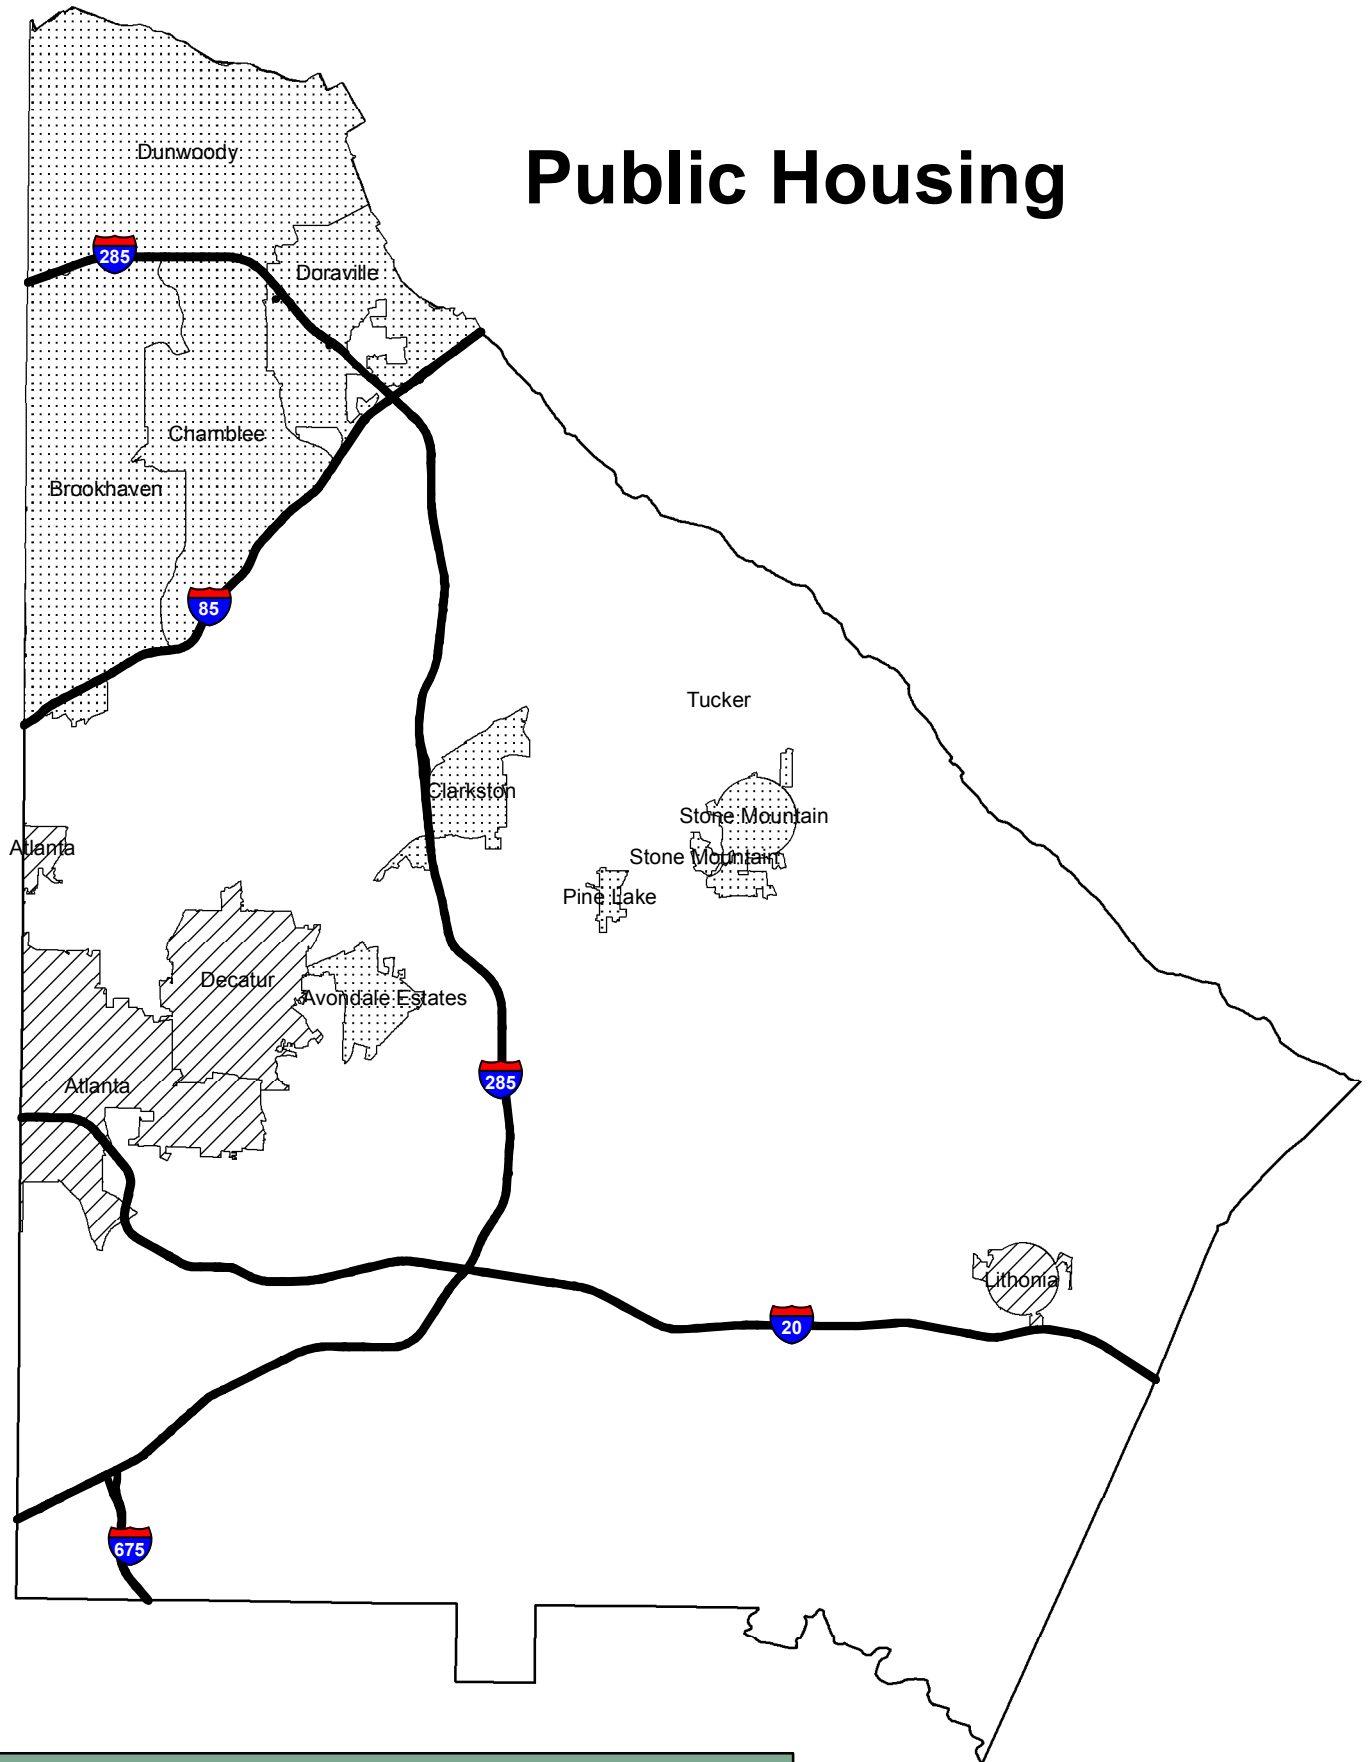 Public Housing
Dunwoody
285
Doraville
Chamblee
Brookhaven
85
Tucker
Clarkston
Stone Mountain
Atlanta
Stone Mountain
Pine Lake
Decatur
Avondale Estates
285
Atlanta
Lithonia
20
675